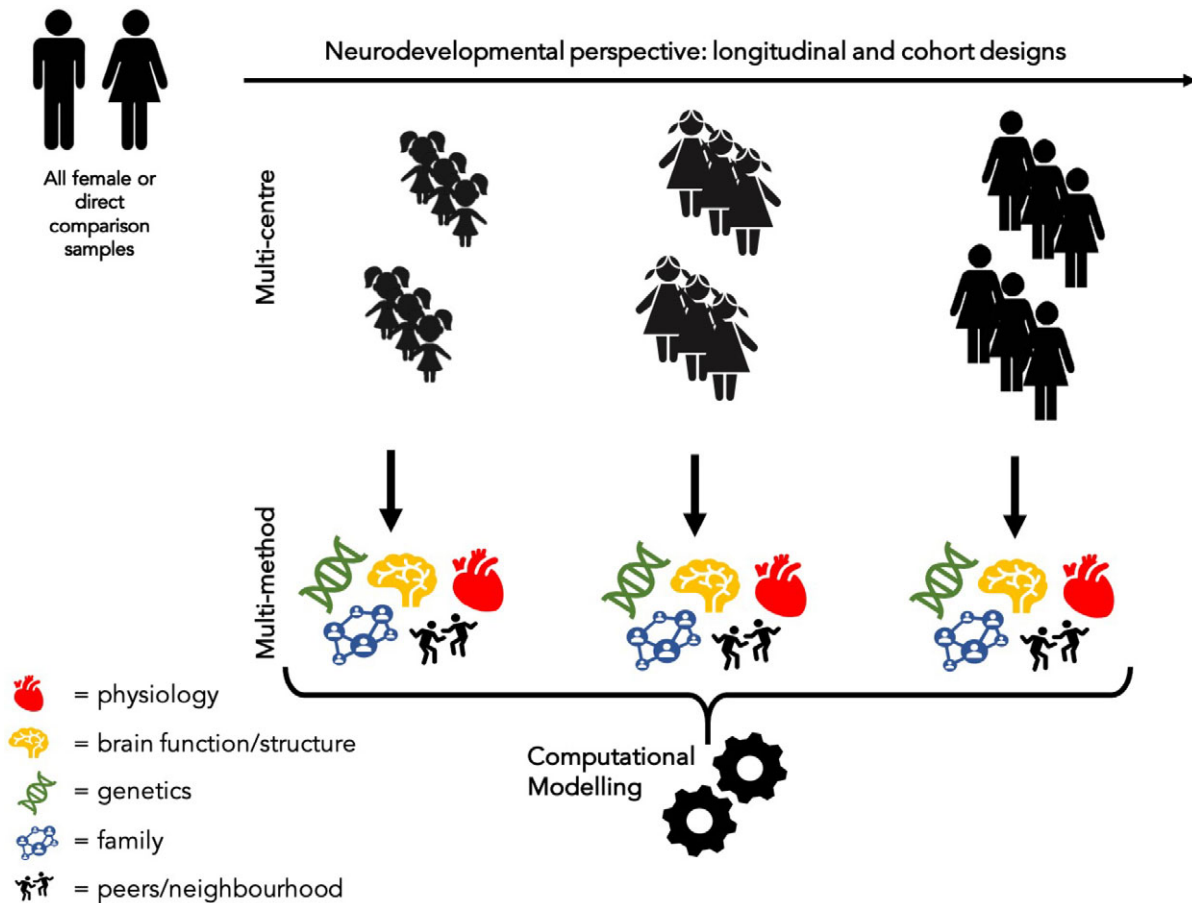 Neurodevelopmental perspective: longitudinal and cohort designs
All female or
direct
comparison
samples
Multi-centre
Multi-method
= physiology
= brain function/structure
= genetics
= family
= peers/neighbourhood
Computational
Modelling